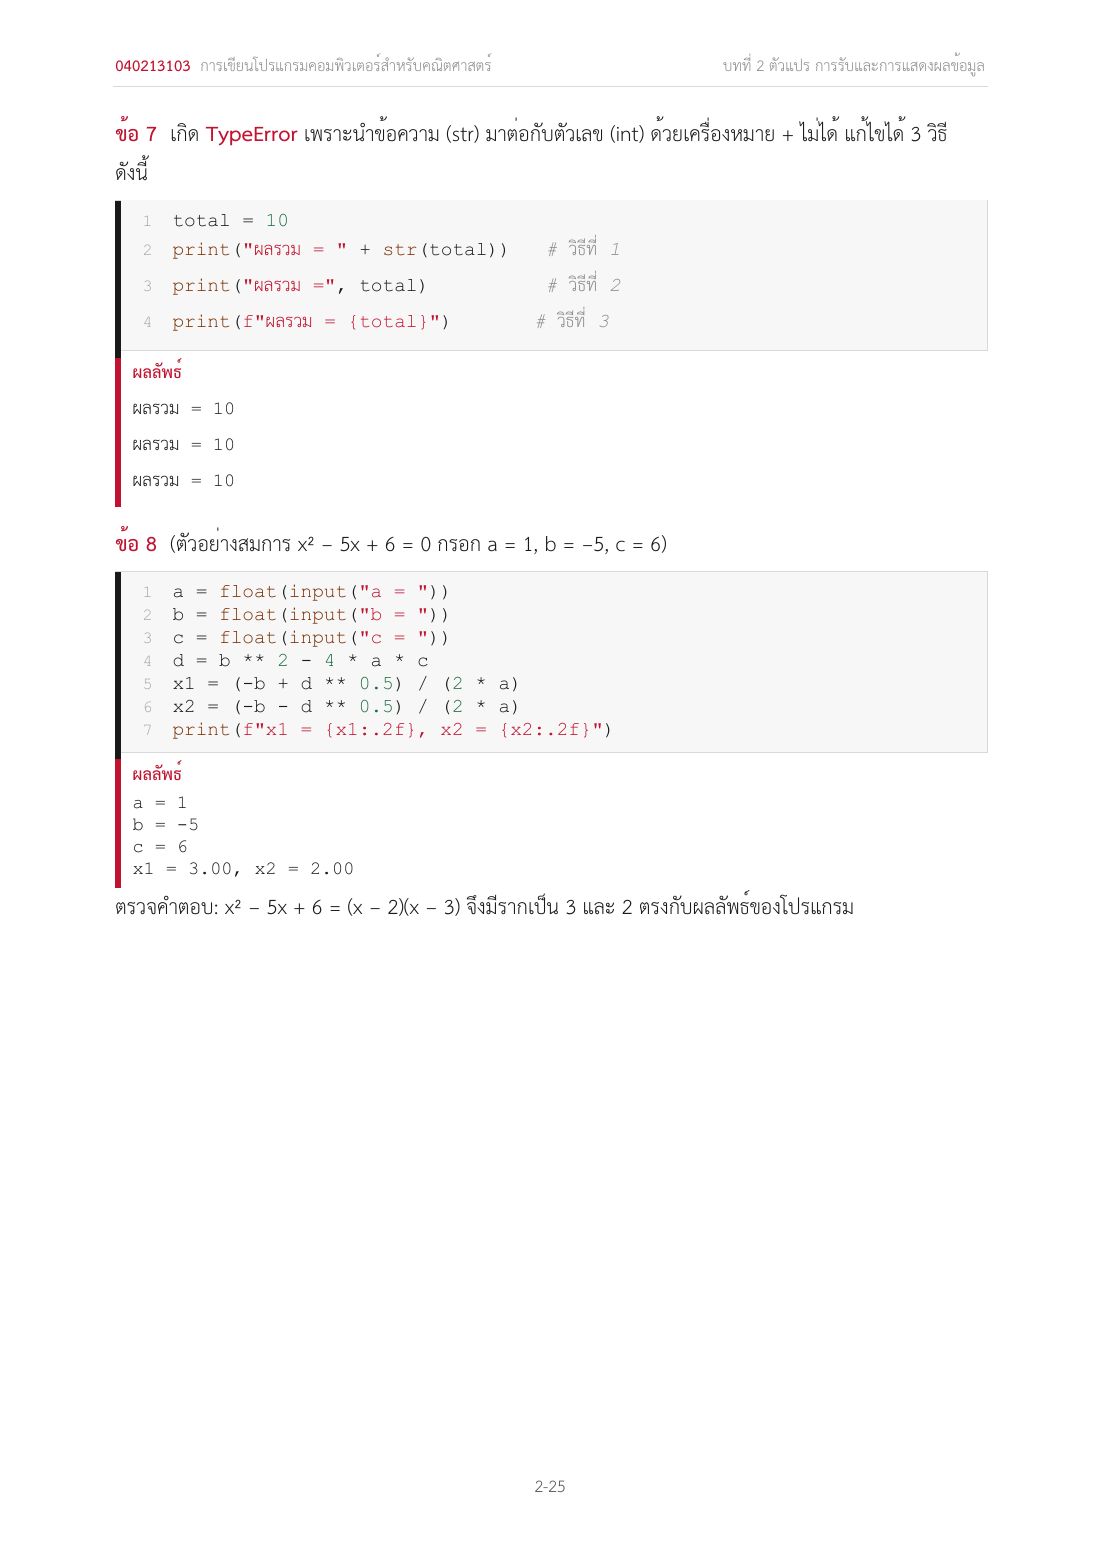 040213103 การเขียนโปรแกรมคอมพิวเตอร์สำหรับคณิตศาสตร์ บทที่ 2 ตัวแปร การรับและการแสดงผลข้อมูล
ข้อ 7 เกิด TypeError เพราะนำข้อความ (str) มาต่อกับตัวเลข (int) ด้วยเครื่องหมาย + ไม่ได้ แก้ไขได้ 3 วิธี
ดังนี้
1 total = 10
2 print("ผลรวม = " + str(total)) # วิธีที่ 1
3 print("ผลรวม =", total) # วิธีที่ 2
4 print(f"ผลรวม = {total}") # วิธีที่ 3
ผลลัพธ์
ผลรวม = 10
ผลรวม = 10
ผลรวม = 10
ข้อ 8 (ตัวอย่างสมการ x² – 5x + 6 = 0 กรอก a = 1, b = –5, c = 6)
1 a = float(input("a = "))
2 b = float(input("b = "))
3 c = float(input("c = "))
4 d = b ** 2 - 4 * a * c
5 x1 = (-b + d ** 0.5) / (2 * a)
6 x2 = (-b - d ** 0.5) / (2 * a)
7 print(f"x1 = {x1:.2f}, x2 = {x2:.2f}")
ผลลัพธ์
a = 1
b = -5
c = 6
x1 = 3.00, x2 = 2.00
ตรวจคำตอบ: x² – 5x + 6 = (x – 2)(x – 3) จึงมีรากเป็น 3 และ 2 ตรงกับผลลัพธ์ของโปรแกรม
2-25